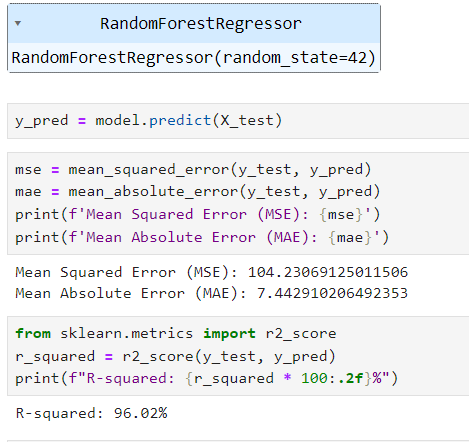 RandomForestRegressor
RandomForestRegressor(random_state=42)
y_pred = model.predict(X_test)
mse = mean_squared_error(y_test, y_pred)
mae = mean_absolute_error(y_test, y_pred)
print(f'Mean Squared Error (MSE): {mse}')
print(f'Mean Absolute Error (MAE): {mae}')
Mean Squared Error (MSE): 104.23069125011506
Mean Absolute Error (MAE): 7.442910206492353
from sklearn.metrics import r2_score
r_squared = r2_score(y_test, y_pred)
print(f"R-squared: {r_squared * 100:.2f}%")
R-squared: 96.02%